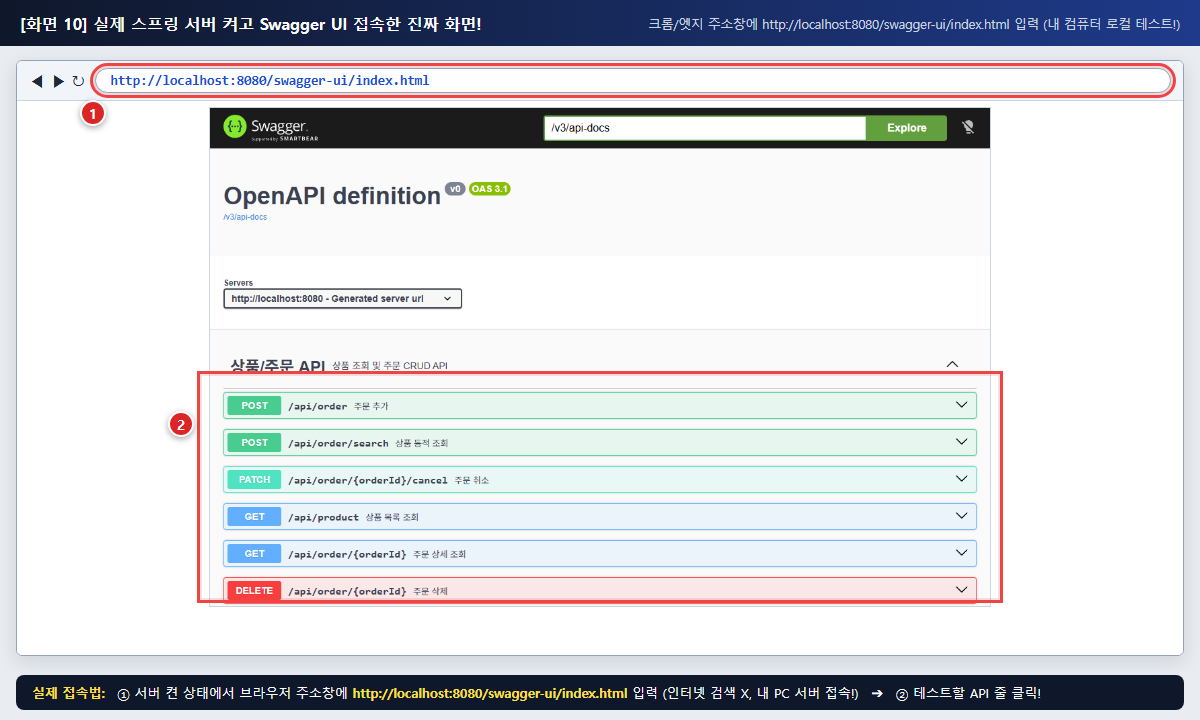 [화면 10] 실제 스프링 서버 켜고 Swagger UI 접속한 진짜 화면!
크롬/엣지 주소창에 http://localhost:8080/swagger-ui/index.html 입력 (내 컴퓨터 로컬 테스트!)
http://localhost:8080/swagger-ui/index.html
1
Swagger.
Supported by SMARTBEAR
/v3/api-docs
Explore
OpenAPI definition v0 OAS 3.1
/v3/api-docs
Servers
http://localhost:8080 - Generated server url
상품/주문 API 상품 조회 및 주문 CRUD API
2
POST /api/order 주문 추가
POST /api/order/search 상품 동적 조회
PATCH /api/order/{orderId}/cancel 주문 취소
GET /api/product 상품 목록 조회
GET /api/order/{orderId} 주문 상세 조회
DELETE /api/order/{orderId} 주문 삭제
실제 접속법: ① 서버 켠 상태에서 브라우저 주소창에 http://localhost:8080/swagger-ui/index.html 입력 (인터넷 검색 X, 내 PC 서버 접속!) ➔ ② 테스트할 API 줄 클릭!